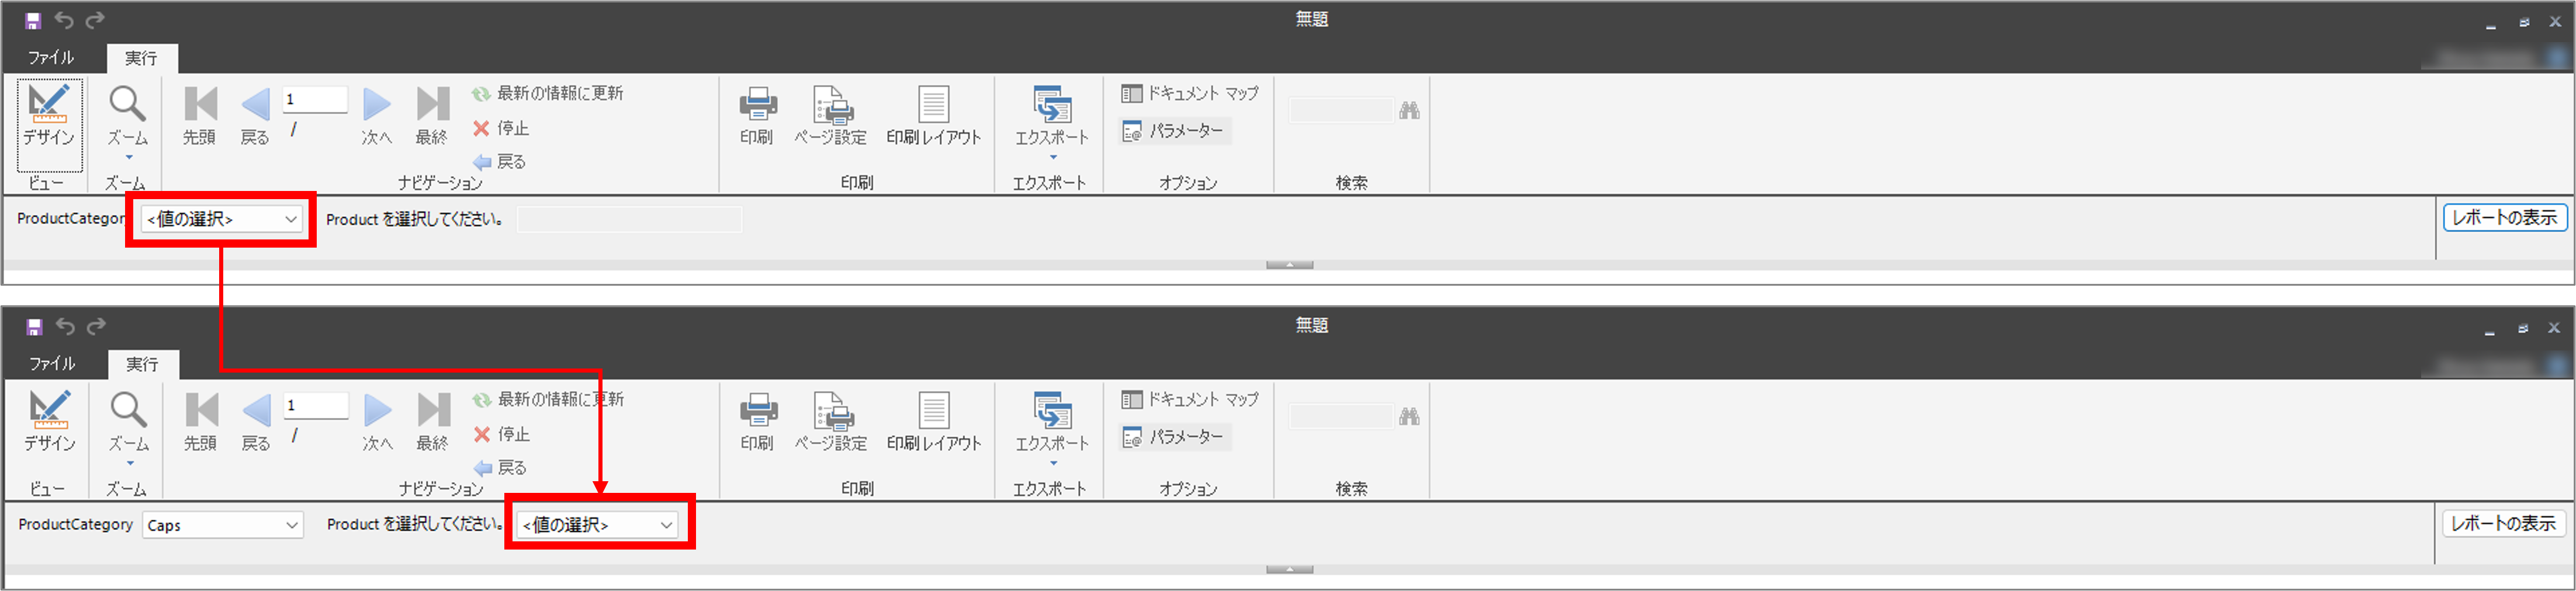 無題
ファイル 実行
デザイン ズーム 先頭 戻る 1 / 次へ 最終 最新の情報に更新 停止 戻る 印刷 ページ設定 印刷レイアウト エクスポート ドキュメント マップ パラメーター
ビュー ズーム ナビゲーション 印刷 エクスポート オプション 検索
ProductCategory <値の選択> Product を選択してください。 レポートの表示
無題
ファイル 実行
デザイン ズーム 先頭 戻る 1 / 次へ 最終 最新の情報に更新 停止 戻る 印刷 ページ設定 印刷レイアウト エクスポート ドキュメント マップ パラメーター
ビュー ズーム ナビゲーション 印刷 エクスポート オプション 検索
ProductCategory Caps Product を選択してください。 <値の選択> レポートの表示